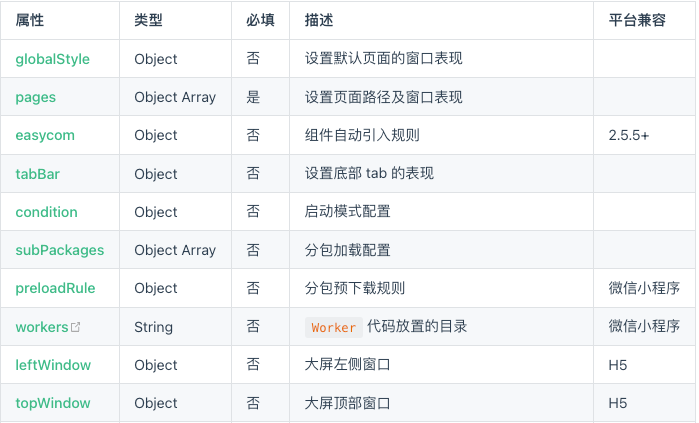 属性 类型 必填 描述 平台兼容
globalStyle Object 否 设置默认页面的窗口表现
pages Object Array 是 设置页面路径及窗口表现
easycom Object 否 组件自动引入规则 2.5.5+
tabBar Object 否 设置底部 tab 的表现
condition Object 否 启动模式配置
subPackages Object Array 否 分包加载配置
preloadRule Object 否 分包预下载规则 微信小程序
workers String 否 Worker 代码放置的目录 微信小程序
leftWindow Object 否 大屏左侧窗口 H5
topWindow Object 否 大屏顶部窗口 H5